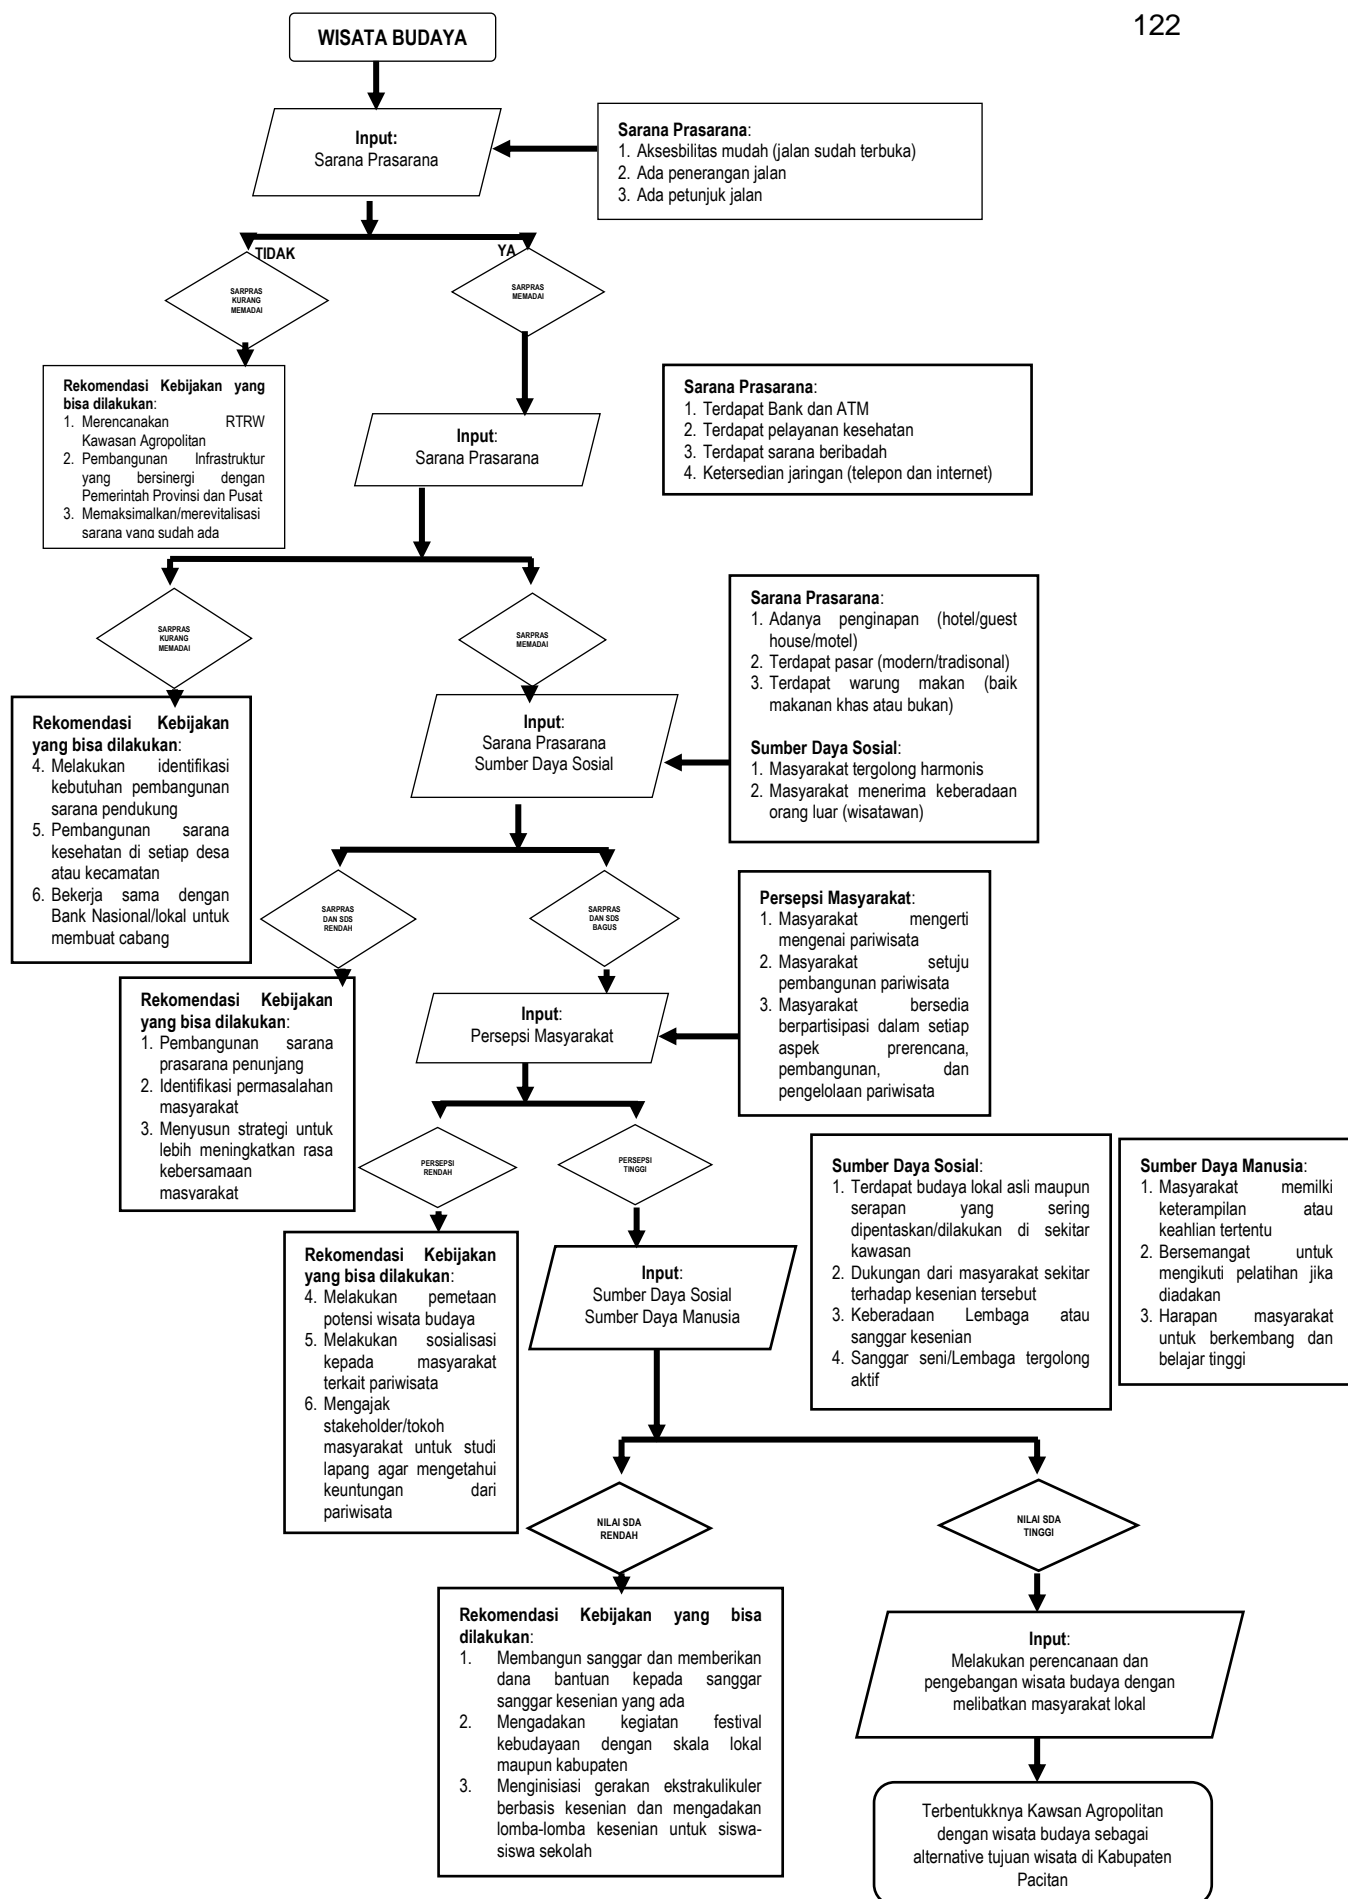 122
WISATA BUDAYA
Input:
Sarana Prasarana
Sarana Prasarana:
1. Aksesbilitas mudah (jalan sudah terbuka)
2. Ada penerangan jalan
3. Ada petunjuk jalan
TIDAK
YA
SARPRAS
KURANG
MEMADAI
SARPRAS
MEMADAI
Rekomendasi Kebijakan yang
bisa dilakukan:
1. Merencanakan RTRW
Kawasan Agropolitan
2. Pembangunan Infrastruktur
yang bersinergi dengan
Pemerintah Provinsi dan Pusat
3. Memaksimalkan/merevitalisasi
sarana yang sudah ada
Input:
Sarana Prasarana
Sarana Prasarana:
1. Terdapat Bank dan ATM
2. Terdapat pelayanan kesehatan
3. Terdapat sarana beribadah
4. Ketersedian jaringan (telepon dan internet)
SARPRAS
KURANG
MEMADAI
SARPRAS
MEMADAI
Sarana Prasarana:
1. Adanya penginapan (hotel/guest
house/motel)
2. Terdapat pasar (modern/tradisonal)
3. Terdapat warung makan (baik
makanan khas atau bukan)
Sumber Daya Sosial:
1. Masyarakat tergolong harmonis
2. Masyarakat menerima keberadaan
orang luar (wisatawan)
Rekomendasi Kebijakan
yang bisa dilakukan:
4. Melakukan identifikasi
kebutuhan pembangunan
sarana pendukung
5. Pembangunan sarana
kesehatan di setiap desa
atau kecamatan
6. Bekerja sama dengan
Bank Nasional/lokal untuk
membuat cabang
Input:
Sarana Prasarana
Sumber Daya Sosial
SARPRAS
DAN SDS
RENDAH
SARPRAS
DAN SDS
BAGUS
Persepsi Masyarakat:
1. Masyarakat mengerti
mengenai pariwisata
2. Masyarakat setuju
pembangunan pariwisata
3. Masyarakat bersedia
berpartisipasi dalam setiap
aspek prerencana,
pembangunan, dan
pengelolaan pariwisata
Rekomendasi Kebijakan
yang bisa dilakukan:
1. Pembangunan sarana
prasarana penunjang
2. Identifikasi permasalahan
masyarakat
3. Menyusun strategi untuk
lebih meningkatkan rasa
kebersamaan
masyarakat
Input:
Persepsi Masyarakat
PERSEPSI
RENDAH
PERSEPSI
TINGGI
Sumber Daya Sosial:
1. Terdapat budaya lokal asli maupun
serapan yang sering
dipentaskan/dilakukan di sekitar
kawasan
2. Dukungan dari masyarakat sekitar
terhadap kesenian tersebut
3. Keberadaan Lembaga atau
sanggar kesenian
4. Sanggar seni/Lembaga tergolong
aktif
Sumber Daya Manusia:
1. Masyarakat memilki
keterampilan atau
keahlian tertentu
2. Bersemangat untuk
mengikuti pelatihan jika
diadakan
3. Harapan masyarakat
untuk berkembang dan
belajar tinggi
Rekomendasi Kebijakan
yang bisa dilakukan:
4. Melakukan pemetaan
potensi wisata budaya
5. Melakukan sosialisasi
kepada masyarakat
terkait pariwisata
6. Mengajak
stakeholder/tokoh
masyarakat untuk studi
lapang agar mengetahui
keuntungan dari
pariwisata
Input:
Sumber Daya Sosial
Sumber Daya Manusia
NILAI SDA
RENDAH
NILAI SDA
TINGGI
Rekomendasi Kebijakan yang bisa
dilakukan:
1. Membangun sanggar dan memberikan
dana bantuan kepada sanggar
sanggar kesenian yang ada
2. Mengadakan kegiatan festival
kebudayaan dengan skala lokal
maupun kabupaten
3. Menginisiasi gerakan ekstrakulikuler
berbasis kesenian dan mengadakan
lomba-lomba kesenian untuk siswa-
siswa sekolah
Input:
Melakukan perencanaan dan
pengebangan wisata budaya dengan
melibatkan masyarakat lokal
Terbentukknya Kawsan Agropolitan
dengan wisata budaya sebagai
alternative tujuan wisata di Kabupaten
Pacitan